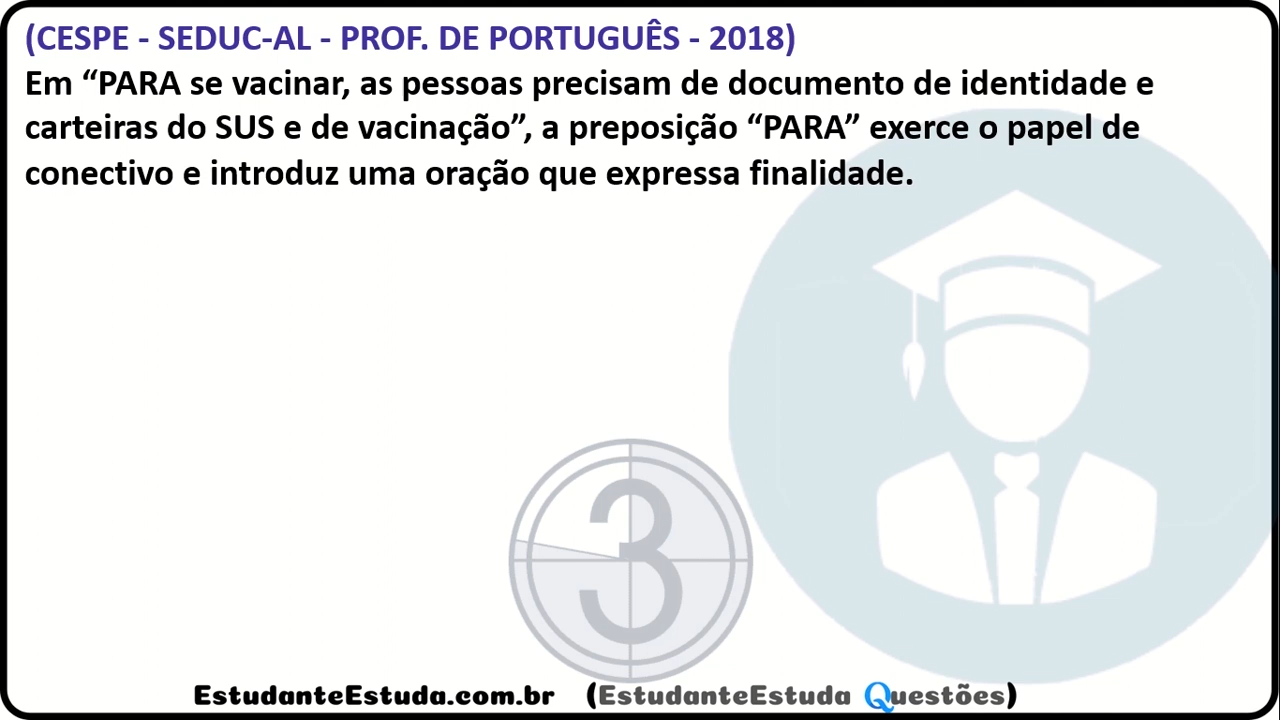 (CESPE - SEDUC-AL - PROF. DE PORTUGUÊS - 2018)
Em “PARA se vacinar, as pessoas precisam de documento de identidade e
carteiras do SUS e de vacinação”, a preposição “PARA” exerce o papel de
conectivo e introduz uma oração que expressa finalidade.
3
EstudanteEstuda.com.br (EstudanteEstuda Questões)